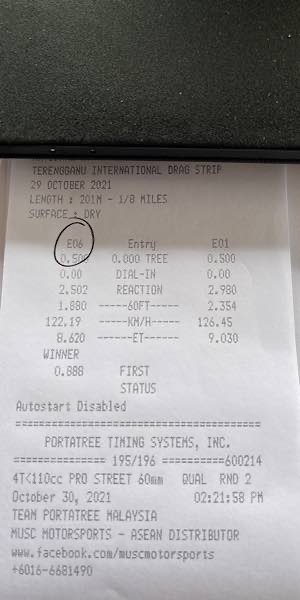 TERENGGANU INTERNATIONAL DRAG STRIP
29 OCTOBER 2021
LENGTH : 201M - 1/8 MILES
SURFACE : DRY
E06 Entry E01
0.500 0.000 TREE 0.500
0.00 DIAL-IN 0.00
2.502 REACTION 2.980
1.880 -----60FT----- 2.354
122.19 -----KM/H----- 126.45
8.620 ------ET------ 9.030
WINNER
0.888 FIRST
STATUS
Autostart Disabled
========================================
PORTATREE TIMING SYSTEMS, INC.
============== 195/196 ==========600214
4T<110cc PRO STREET 60mm DUAL RND 2
October 30, 2021 02:21:58 PM
TEAM PORTATREE MALAYSIA
MUSC MOTORSPORTS - ASEAN DISTRIBUTOR
www.facebook.com/muscmotorsports
+6016-6681490